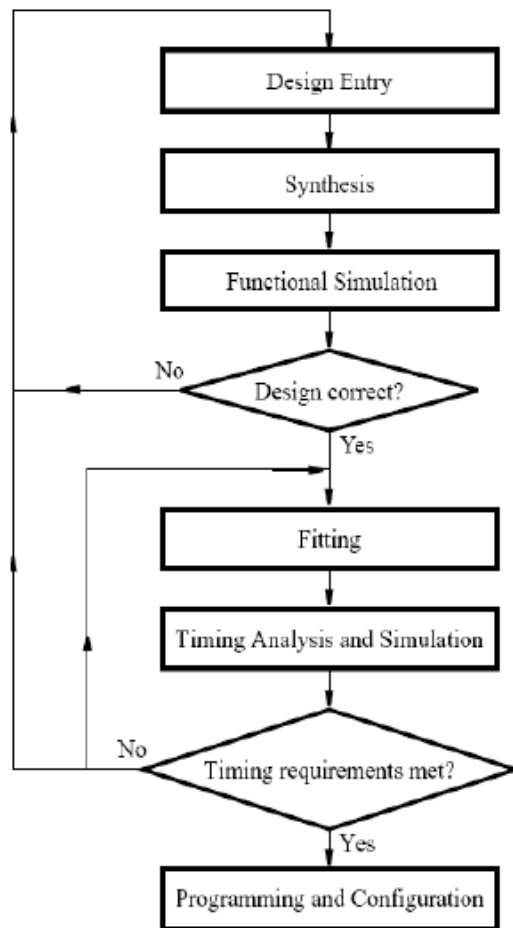 Design Entry
Synthesis
Functional Simulation
No
Design correct?
Yes
Fitting
Timing Analysis and Simulation
No
Timing requirements met?
Yes
Programming and Configuration